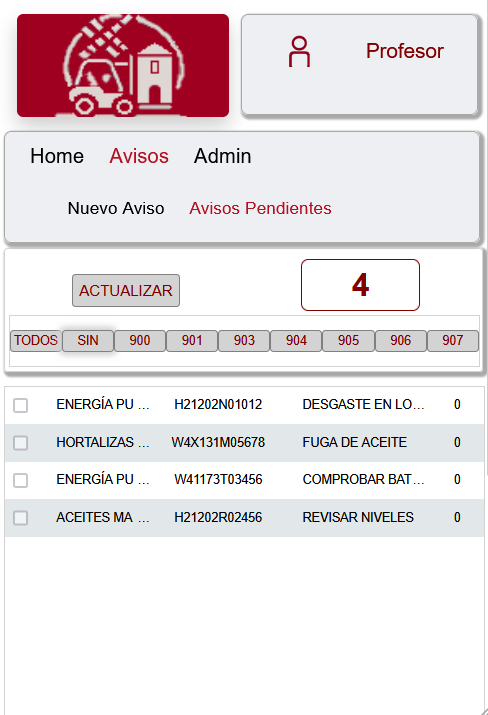 Profesor
Home Avisos Admin
Nuevo Aviso Avisos Pendientes
ACTUALIZAR 4
TODOS SIN 900 901 903 904 905 906 907
ENERGÍA PU ... H21202N01012 DESGASTE EN LO... 0
HORTALIZAS ... W4X131M05678 FUGA DE ACEITE 0
ENERGÍA PU ... W41173T03456 COMPROBAR BAT... 0
ACEITES MA ... H21202R02456 REVISAR NIVELES 0